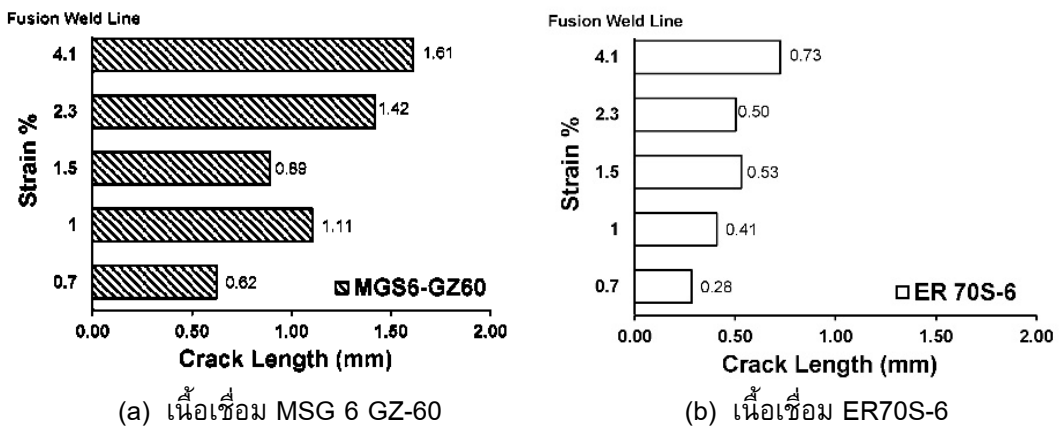 Fusion Weld Line
4.1
2.3
1.5
1
0.7
Strain %
1.61
1.42
0.89
1.11
0.62
MGS6-GZ60
0.00 0.50 1.00 1.50 2.00
Crack Length (mm)
(a) เนื้อเชื่อม MSG 6 GZ-60
Fusion Weld Line
4.1
2.3
1.5
1
0.7
Strain %
0.73
0.50
0.53
0.41
0.28
ER 70S-6
0.00 0.50 1.00 1.50 2.00
Crack Length (mm)
(b) เนื้อเชื่อม ER70S-6